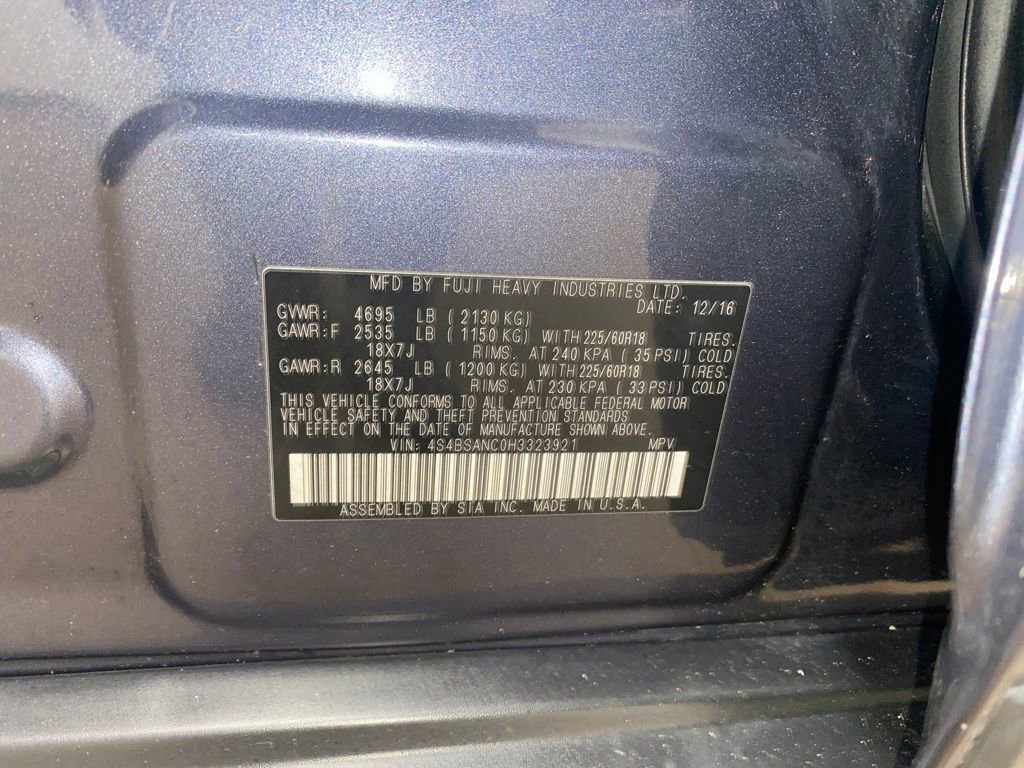 MFD BY FUJI HEAVY INDUSTRIES LTD.
DATE: 12/16
GVWR: 4695 LB ( 2130 KG)
GAWR:F 2535 LB ( 1150 KG) WITH 225/60R18 TIRES.
18X7J RIMS. AT 240 KPA ( 35 PSI) COLD
GAWR:R 2645 LB ( 1200 KG) WITH 225/60R18 TIRES.
18X7J RIMS. AT 230 KPA ( 33 PSI) COLD
THIS VEHICLE CONFORMS TO ALL APPLICABLE FEDERAL MOTOR
VEHICLE SAFETY AND THEFT PREVENTION STANDARDS
IN EFFECT ON THE DATE OF MANUFACTURE SHOWN ABOVE.
VIN: 4S4BSANC0H3323921 MPV
ASSEMBLED BY SIA INC. MADE IN U.S.A.